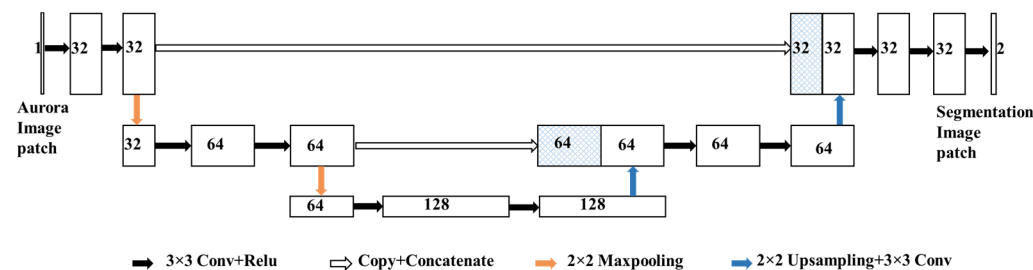 1 32 32 32 32 32 32 2
Aurora
Image
patch
Segmentation
Image
patch
32 64 64 64 64 64 64
64 128 128
3×3 Conv+Relu Copy+Concatenate 2×2 Maxpooling 2×2 Upsampling+3×3 Conv